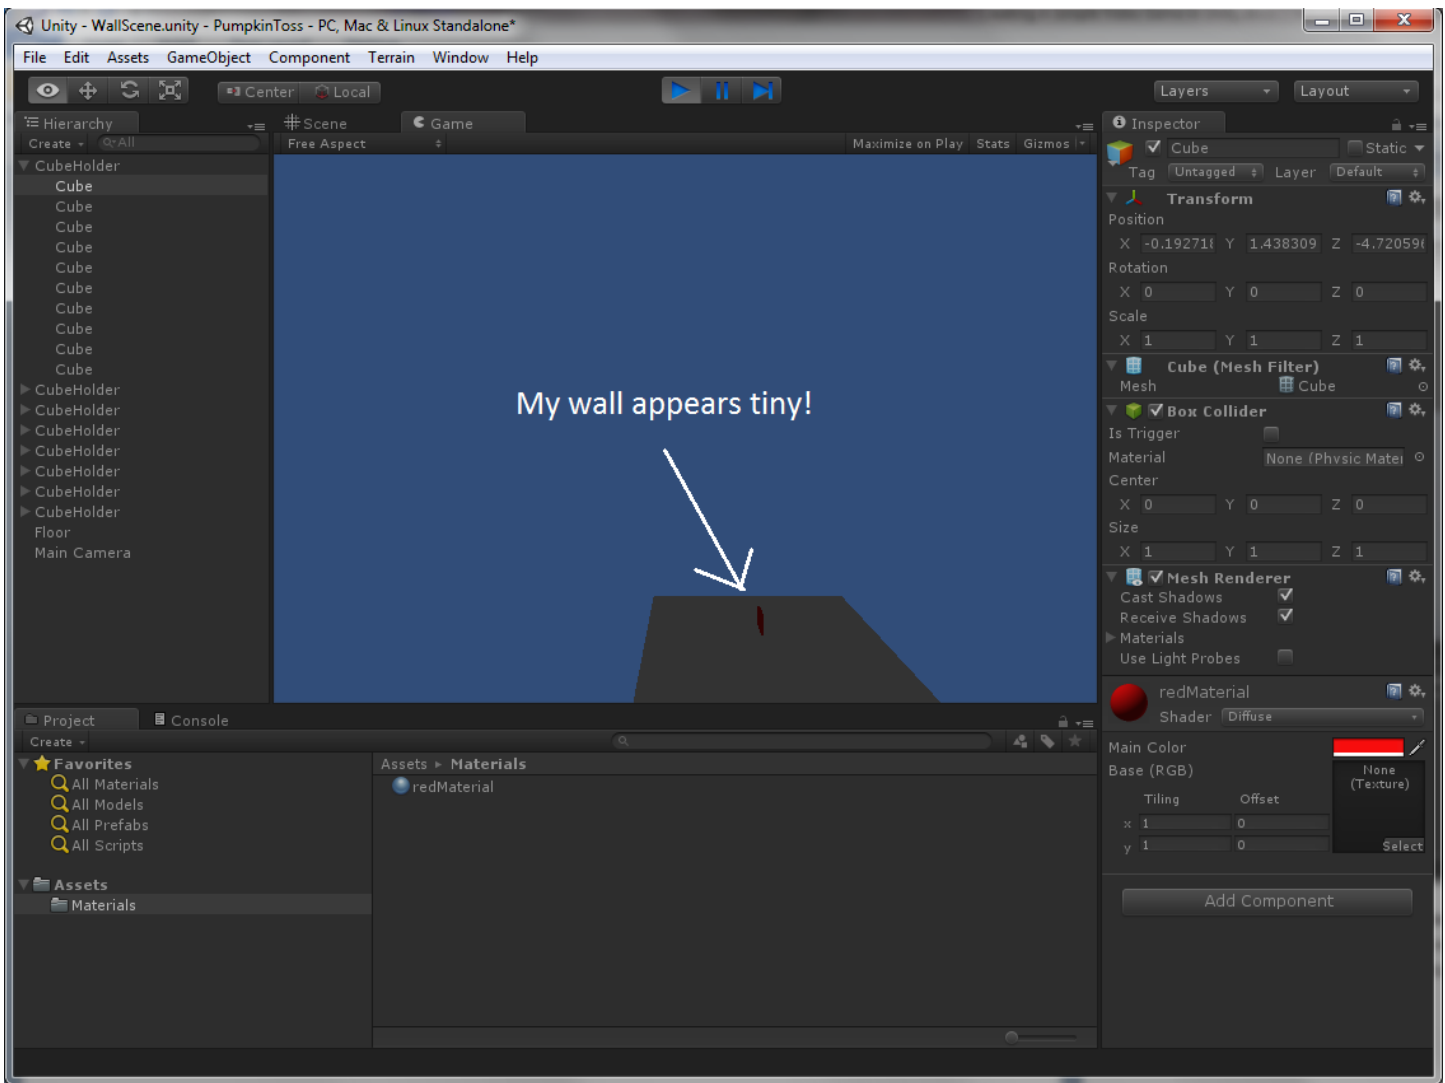 Unity - WallScene.unity - PumpkinToss - PC, Mac & Linux Standalone*
File Edit Assets GameObject Component Terrain Window Help
Center Local
Layers Layout
Hierarchy
Create All
CubeHolder
Cube
Cube
Cube
Cube
Cube
Cube
Cube
Cube
Cube
Cube
CubeHolder
CubeHolder
CubeHolder
CubeHolder
CubeHolder
CubeHolder
CubeHolder
Floor
Main Camera
Scene Game
Free Aspect Maximize on Play Stats Gizmos
My wall appears tiny!
Inspector
Cube Static
Tag Untagged Layer Default
Transform
Position
X -0.192718 Y 1.438309 Z -4.720596
Rotation
X 0 Y 0 Z 0
Scale
X 1 Y 1 Z 1
Cube (Mesh Filter)
Mesh Cube
Box Collider
Is Trigger
Material None (Physic Mater
Center
X 0 Y 0 Z 0
Size
X 1 Y 1 Z 1
Mesh Renderer
Cast Shadows
Receive Shadows
Materials
Use Light Probes
redMaterial
Shader Diffuse
Main Color
Base (RGB)
None
(Texture)
Tiling Offset
x 1 0
y 1 0
Select
Add Component
Project Console
Create
Favorites
All Materials
All Models
All Prefabs
All Scripts
Assets
Materials
Assets ▸ Materials
redMaterial